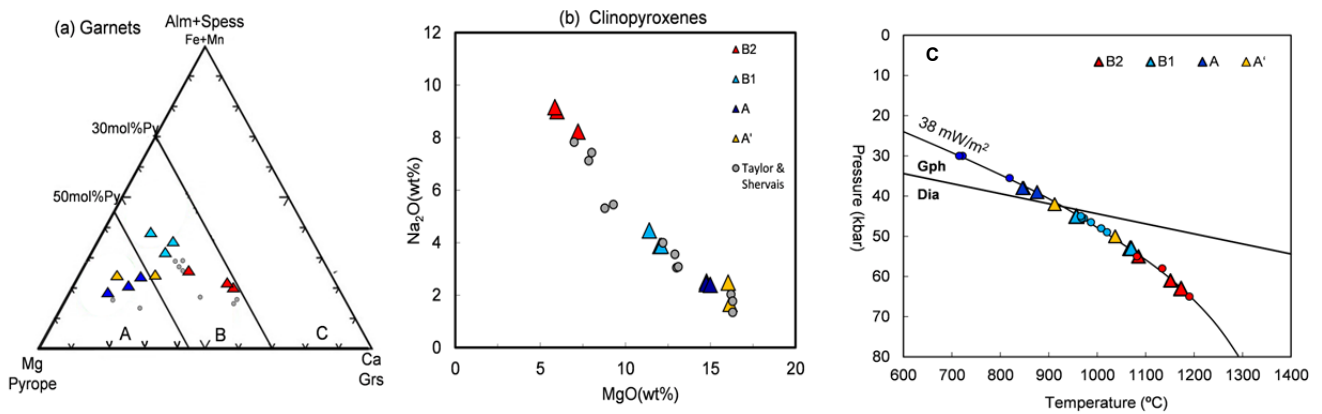 (a) Garnets
Alm+Spess
Fe+Mn
30mol%Py
50mol%Py
A
B
C
Mg
Pyrope
Ca
Grs
(b) Clinopyroxenes
12
10
8
6
4
2
0
Na₂O(wt%)
B2
B1
A
A'
Taylor &
Shervais
0
5
10
15
20
MgO(wt%)
C
B2
B1
A
A'
0
10
20
30
40
50
60
70
80
Pressure (kbar)
38 mW/m²
Gph
Dia
600
700
800
900
1000
1100
1200
1300
1400
Temperature (ºC)